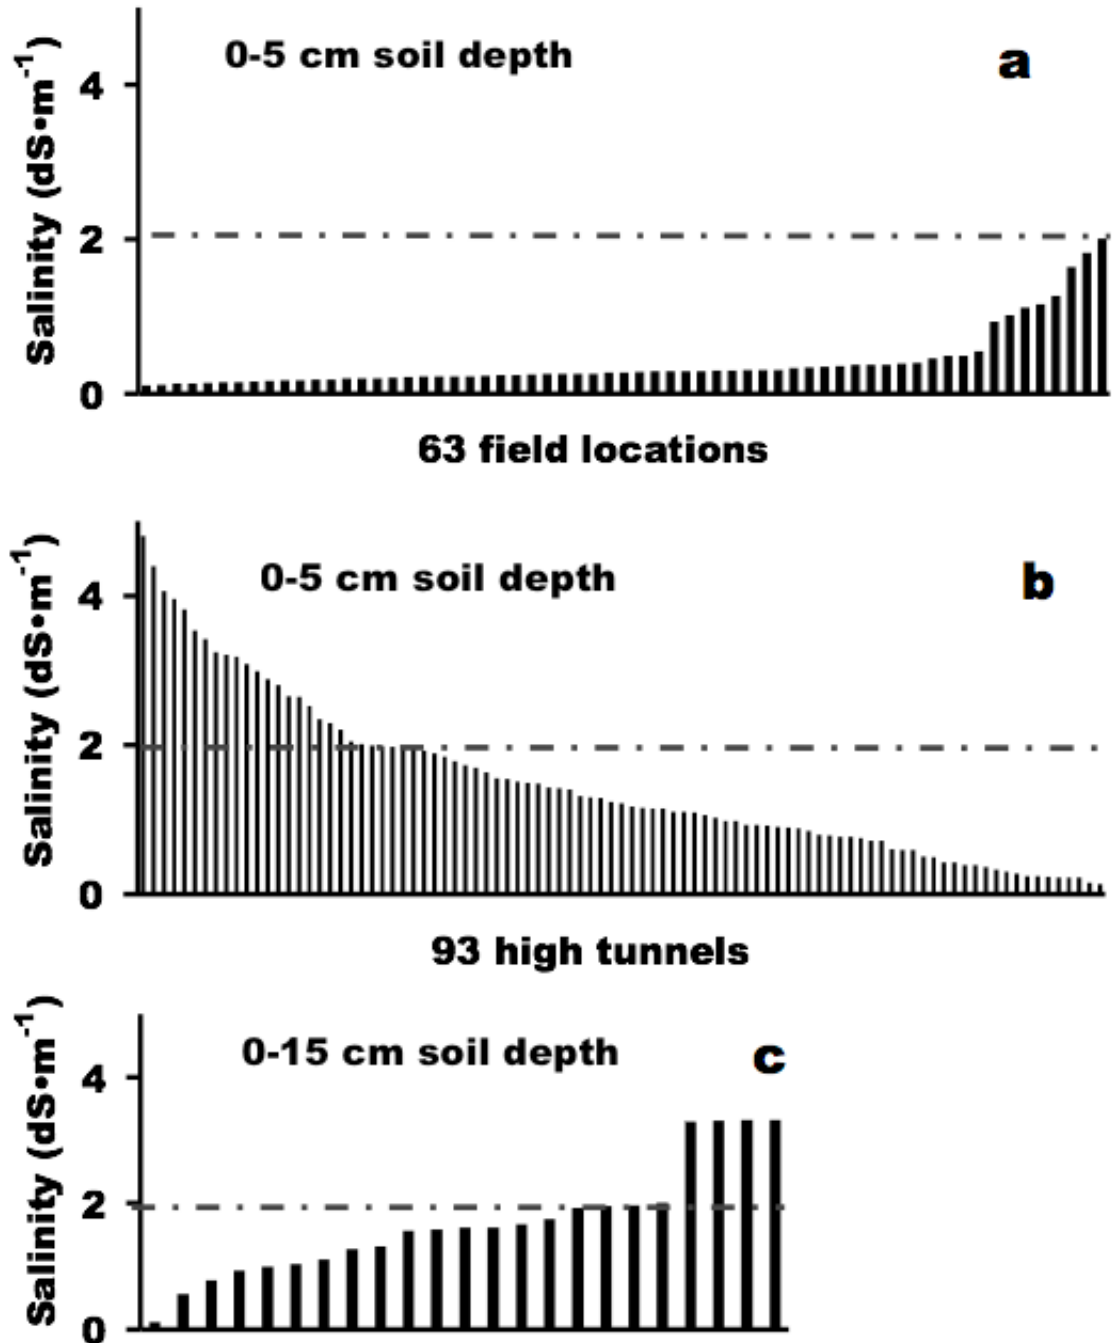 0-5 cm soil depth
a
Salinity (dS•m⁻¹)
4
2
0
63 field locations
0-5 cm soil depth
b
Salinity (dS•m⁻¹)
4
2
0
93 high tunnels
0-15 cm soil depth
c
Salinity (dS•m⁻¹)
4
2
0